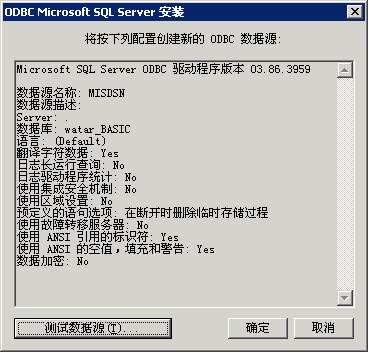 ODBC Microsoft SQL Server 安装
将按下列配置创建新的 ODBC 数据源:
Microsoft SQL Server ODBC 驱动程序版本 03.86.3959
数据源名称: MISDSN
数据源描述:
Server: .
数据库: watar_BASIC
语言: (Default)
翻译字符数据: Yes
日志长运行查询: No
日志驱动程序统计: No
使用集成安全机制: No
使用区域设置: No
预定义的语句选项: 在断开时删除临时存储过程
使用故障转移服务器: No
使用 ANSI 引用的标识符: Yes
使用 ANSI 的空值，填充和警告: Yes
数据加密: No
测试数据源(T)...
确定
取消